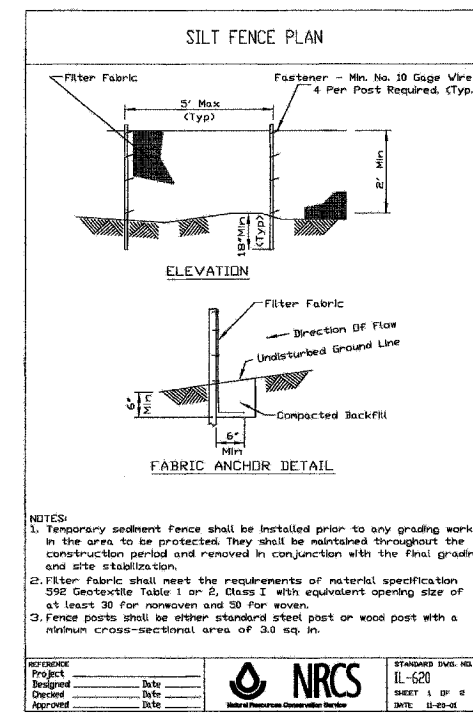 SILT FENCE PLAN
Filter Fabric
Fastener - Min. No. 10 Gage Wire
4 Per Post Required. (Typ.
5' Max
(Typ)
2' Min
18" Min
(Typ)
ELEVATION
Filter Fabric
Direction Of Flow
Undisturbed Ground Line
6"
Min
Compacted Backfill
6"
Min
FABRIC ANCHOR DETAIL
NOTES:
1. Temporary sediment fence shall be installed prior to any grading work
in the area to be protected. They shall be maintained throughout the
construction period and removed in conjunction with the final gradin
and site stabilization.
2. Filter fabric shall meet the requirements of material specification
592 Geotextile Table 1 or 2, Class I with equivalent opening size of
at least 30 for nonwoven and 50 for woven.
3. Fence posts shall be either standard steel post or wood post with a
minimum cross-sectional area of 3.0 sq. in.
REFERENCE
Project
Designed Date
Checked Date
Approved Date
NRCS
Natural Resources Conservation Service
STANDARD DWG. NO.
IL-620
SHEET 1 OF 2
DATE 11-20-01